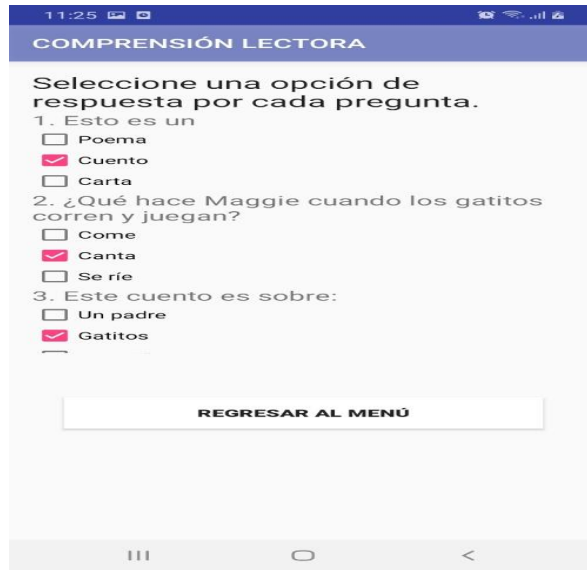 11:25
COMPRENSIÓN LECTORA
Seleccione una opción de
respuesta por cada pregunta.
1. Esto es un
Poema
Cuento
Carta
2. ¿Qué hace Maggie cuando los gatitos
corren y juegan?
Come
Canta
Se ríe
3. Este cuento es sobre:
Un padre
Gatitos
REGRESAR AL MENÚ